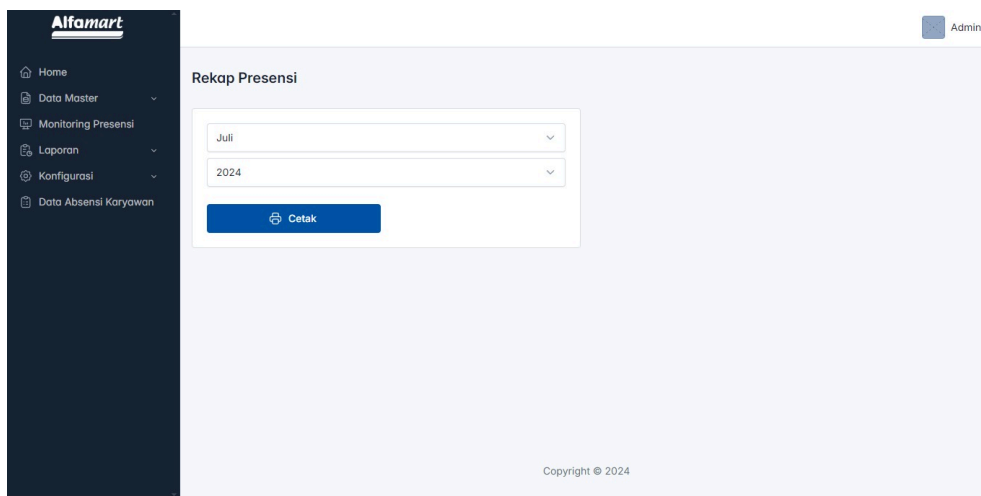 Alfamart
Admin
Home
Data Master
Monitoring Presensi
Laporan
Konfigurasi
Data Absensi Karyawan
Rekap Presensi
Juli
2024
Cetak
Copyright © 2024